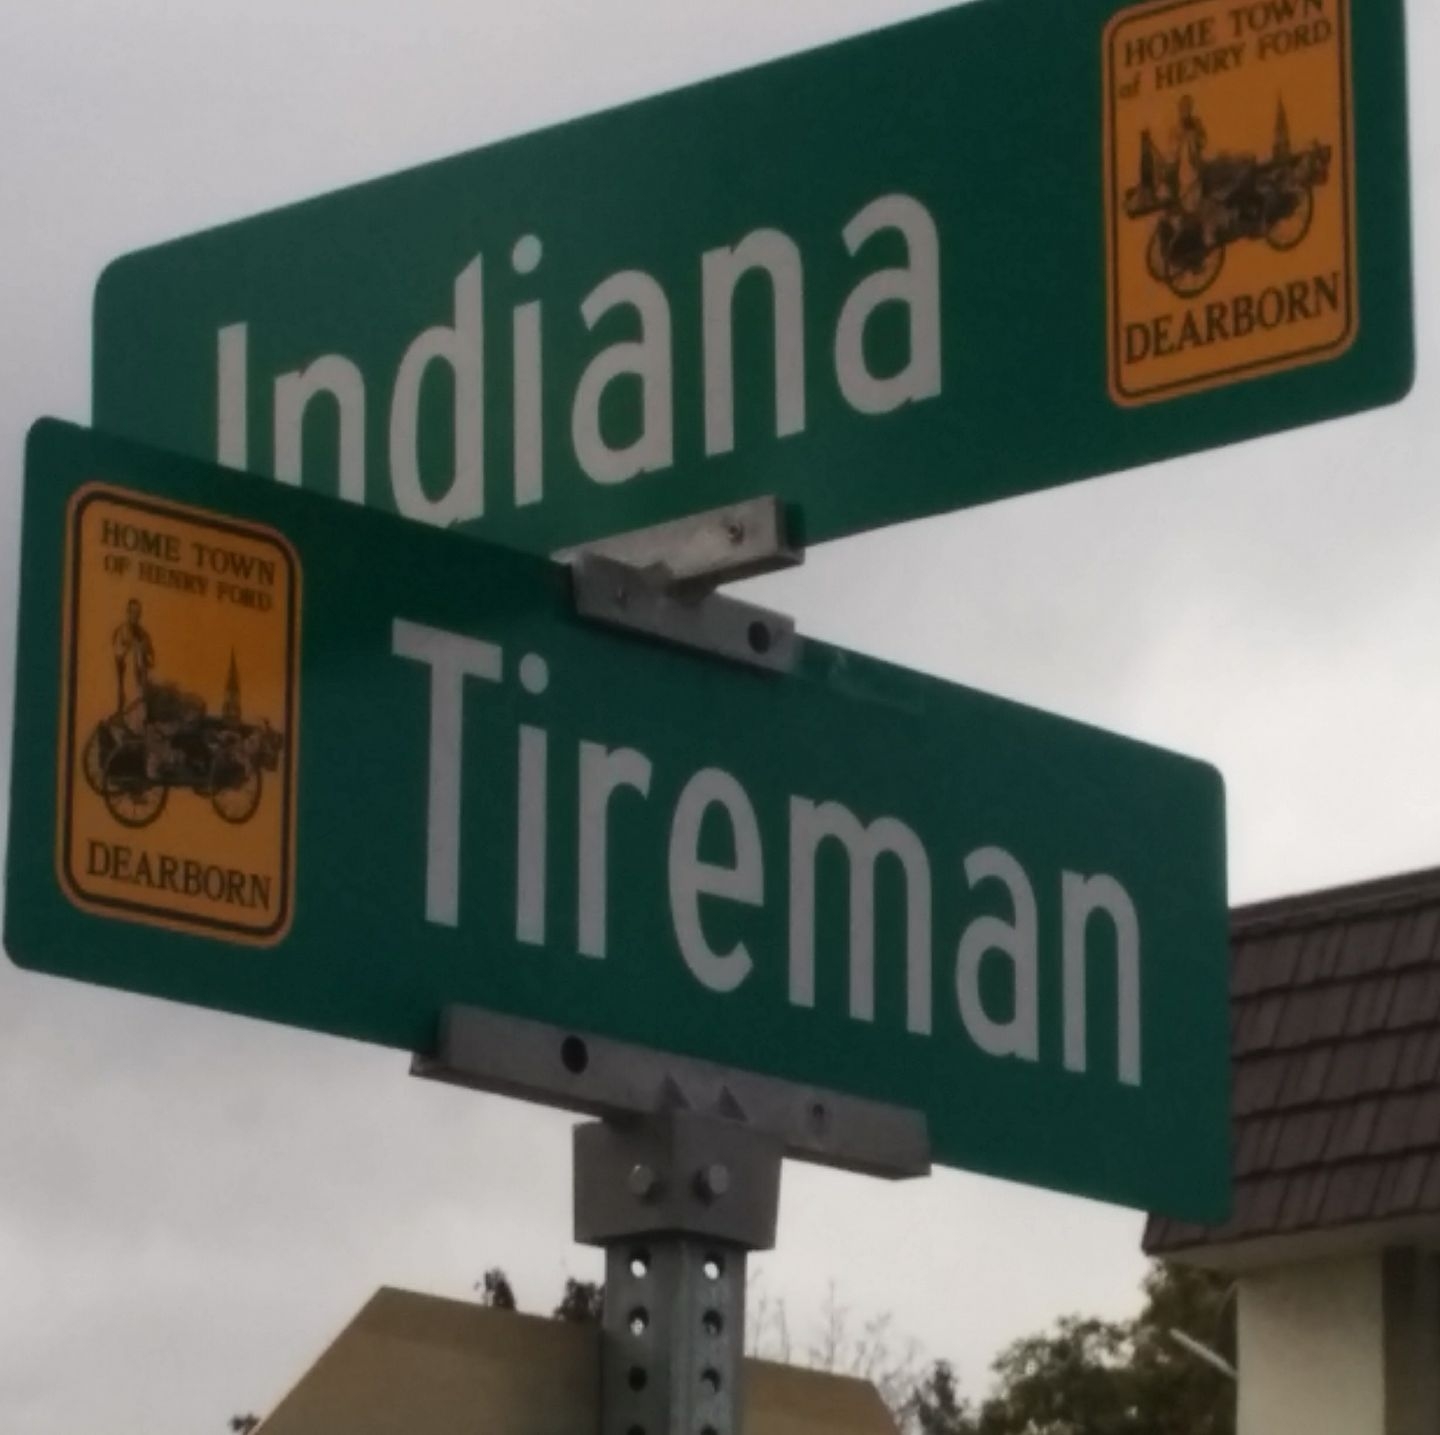 HOME TOWN
of HENRY FORD
DEARBORN
Indiana
HOME TOWN
OF HENRY FORD
DEARBORN
Tireman